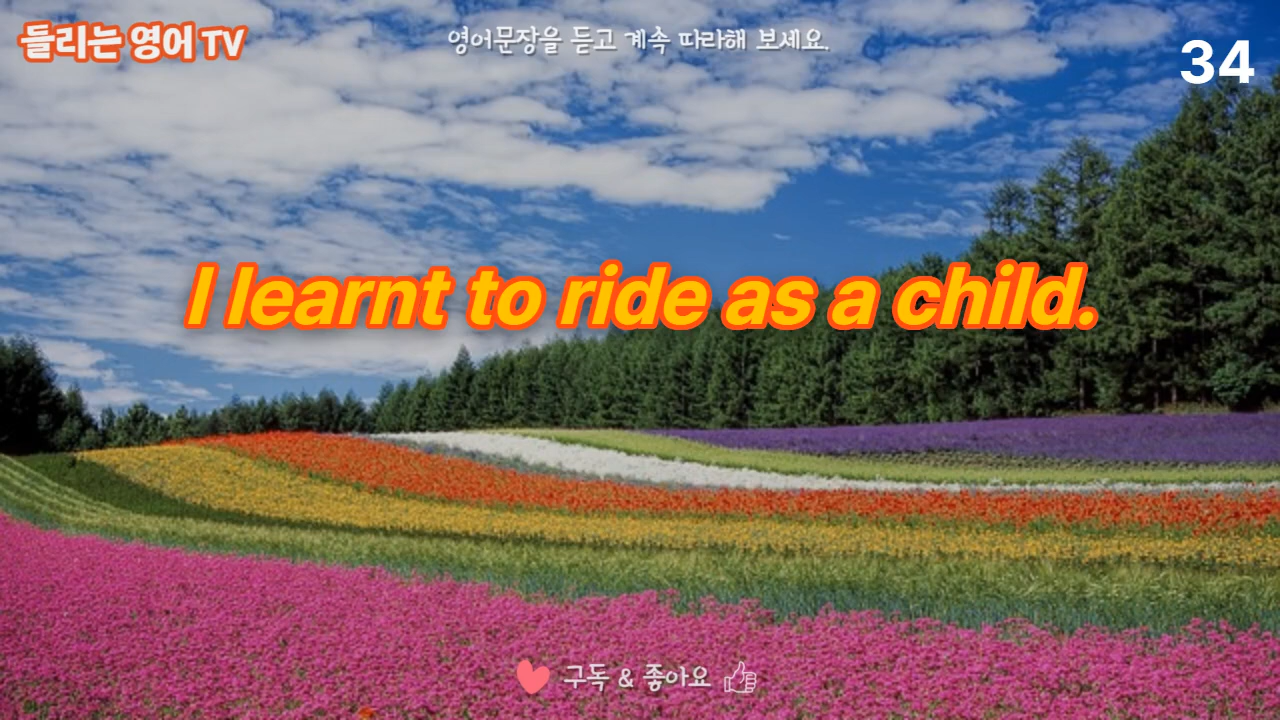 들리는 영어 TV
영어문장을 듣고 계속 따라해 보세요.
34
I learnt to ride as a child.
구독 & 좋아요